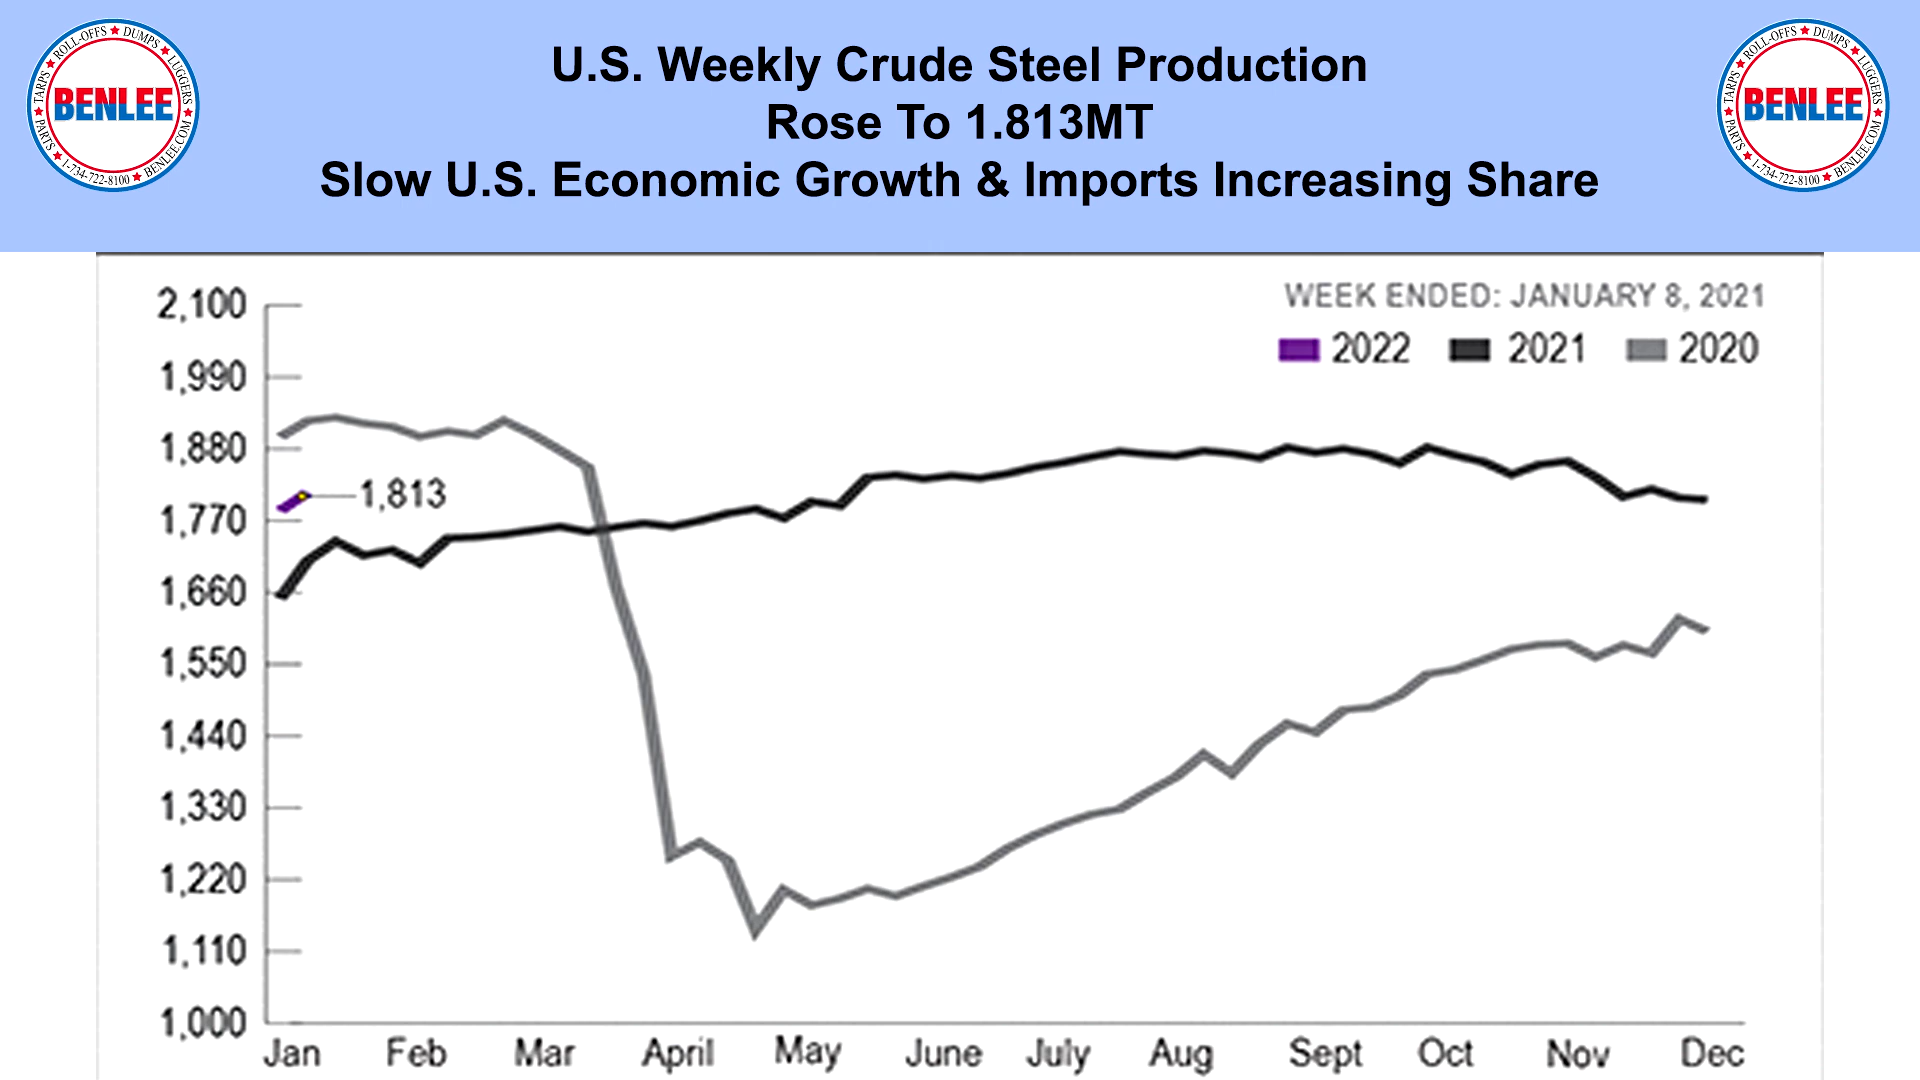 U.S. Weekly Crude Steel Production
Rose To 1.813MT
Slow U.S. Economic Growth & Imports Increasing Share
TARPS ★ ROLL-OFFS ★ DUMPS ★ LUGGERS ★
BENLEE
PARTS ★ 1-734-722-8100 ★ BENLEE.COM
TARPS ★ ROLL-OFFS ★ DUMPS ★ LUGGERS ★
BENLEE
PARTS ★ 1-734-722-8100 ★ BENLEE.COM
WEEK ENDED: JANUARY 8, 2021
2022 2021 2020
2,100
1,990
1,880
1,813
1,770
1,660
1,550
1,440
1,330
1,220
1,110
1,000
Jan Feb Mar April May June July Aug Sept Oct Nov Dec